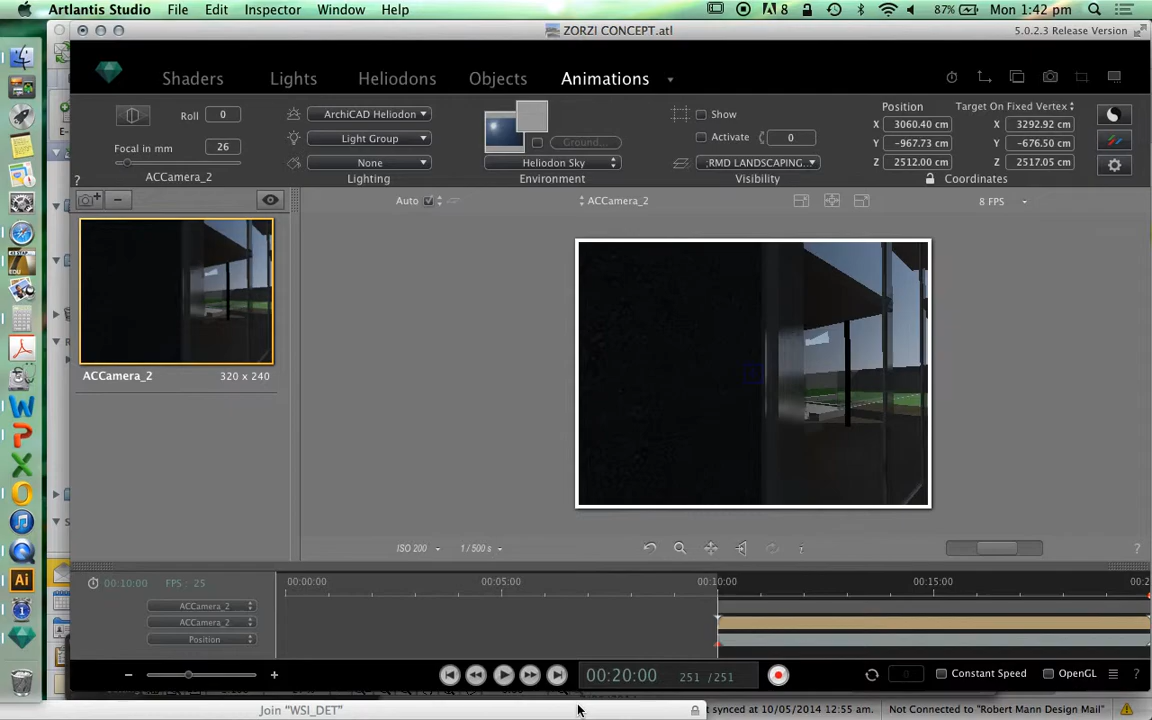 Artlantis Studio File Edit Inspector Window Help
8 87% Mon 1:42 pm
ZORZI CONCEPT.atl
5.0.2.3 Release Version
Shaders Lights Heliodons Objects Animations
Roll 0
Focal in mm 26
ACCamera_2
ArchiCAD Heliodon
Light Group
None
Lighting
Ground...
Heliodon Sky
Environment
Show
Activate 0
;RMD LANDSCAPING...
Visibility
Position Target On Fixed Vertex
X 3060.40 cm X 3292.92 cm
Y -967.73 cm Y -676.50 cm
Z 2512.00 cm Z 2517.05 cm
Coordinates
?
Auto
ACCamera_2
8 FPS
ACCamera_2 320 x 240
ISO 200 1 / 500 s
i
?
00:10:00 FPS : 25
00:00:00 00:05:00 00:10:00 00:15:00 00:2
ACCamera_2
ACCamera_2
Position
00:20:00 251 /251
0 Constant Speed OpenGL
Join "WSI_DET"
synced at 10/05/2014 12:55 am. Not Connected to "Robert Mann Design Mail"